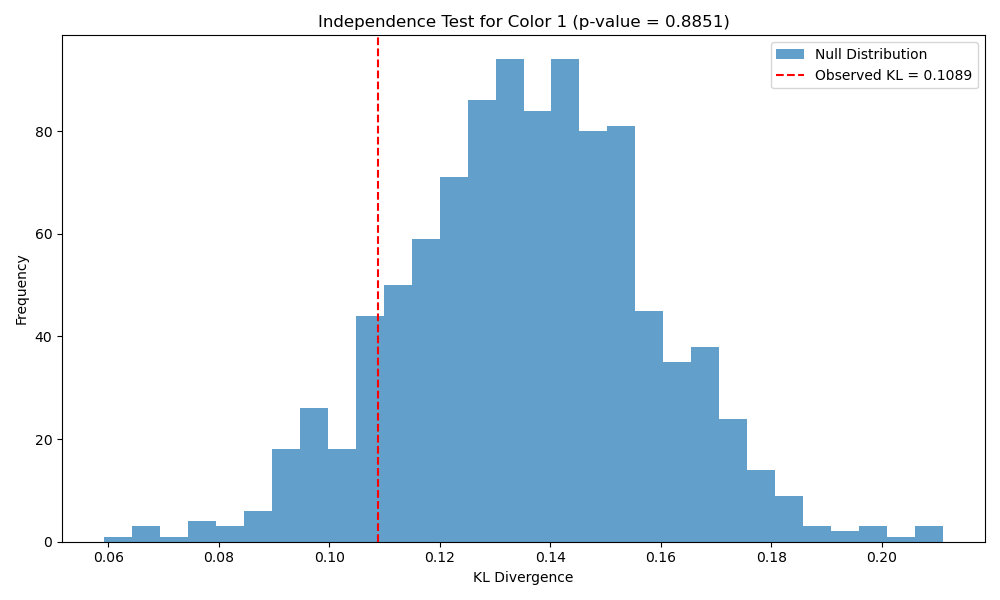 Independence Test for Color 1 (p-value = 0.8851)
Null Distribution
Observed KL = 0.1089
Frequency
80
60
40
20
0
0.06 0.08 0.10 0.12 0.14 0.16 0.18 0.20
KL Divergence